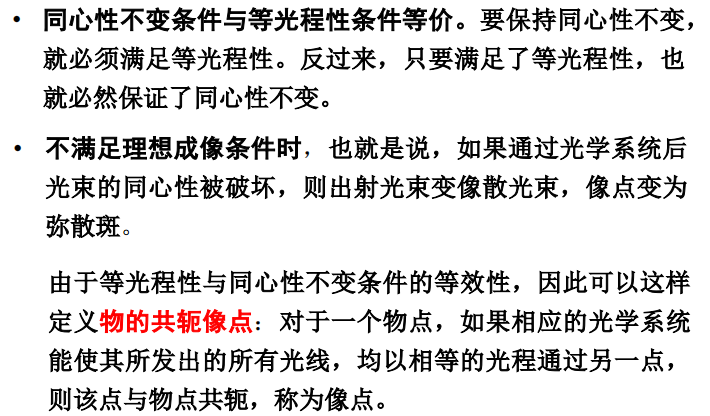 • 同心性不变条件与等光程性条件等价。要保持同心性不变，
就必须满足等光程性。反过来，只要满足了等光程性，也
就必然保证了同心性不变。
• 不满足理想成像条件时，也就是说，如果通过光学系统后
光束的同心性被破坏，则出射光束变像散光束，像点变为
弥散斑。
由于等光程性与同心性不变条件的等效性，因此可以这样
定义物的共轭像点：对于一个物点，如果相应的光学系统
能使其所发出的所有光线，均以相等的光程通过另一点，
则该点与物点共轭，称为像点。